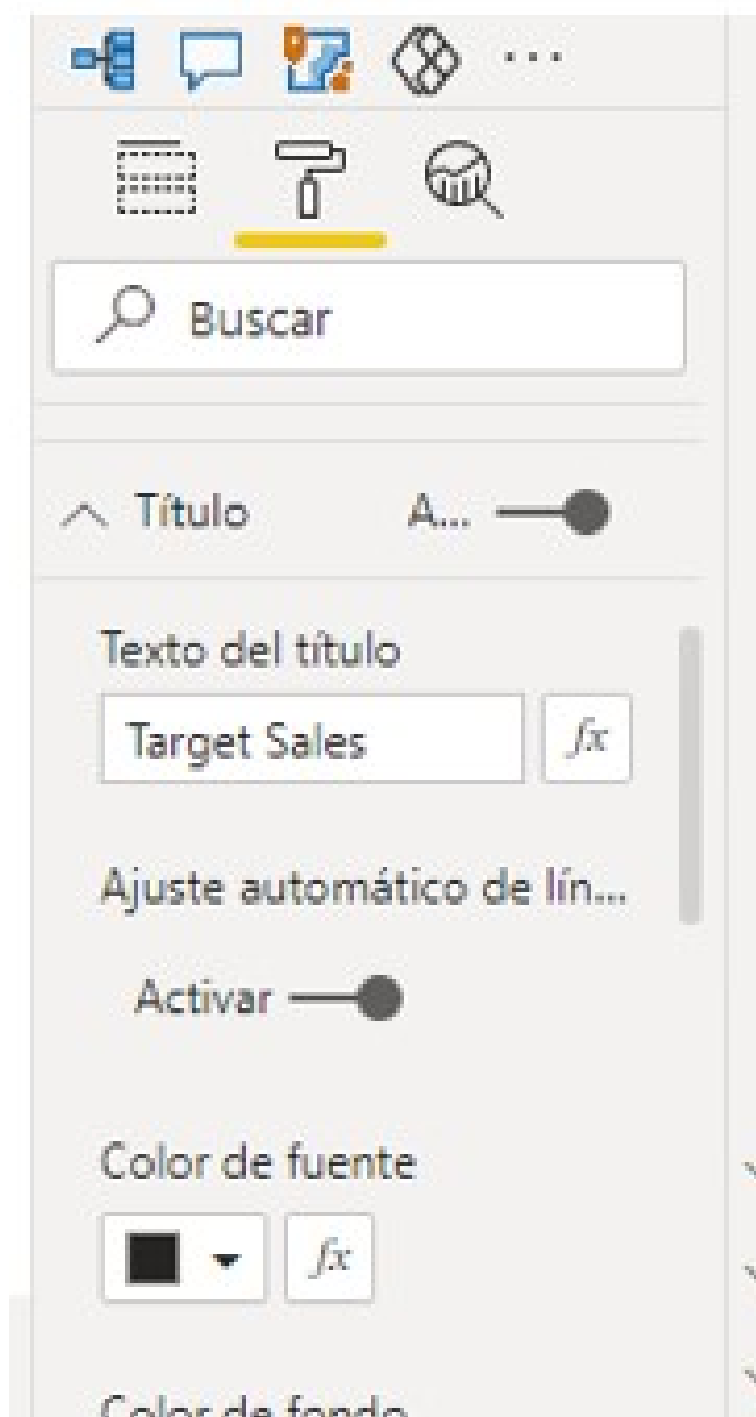 Buscar
Título A...
Texto del título
Target Sales fx
Ajuste automático de lín...
Activar
Color de fuente
fx
Color de fondo